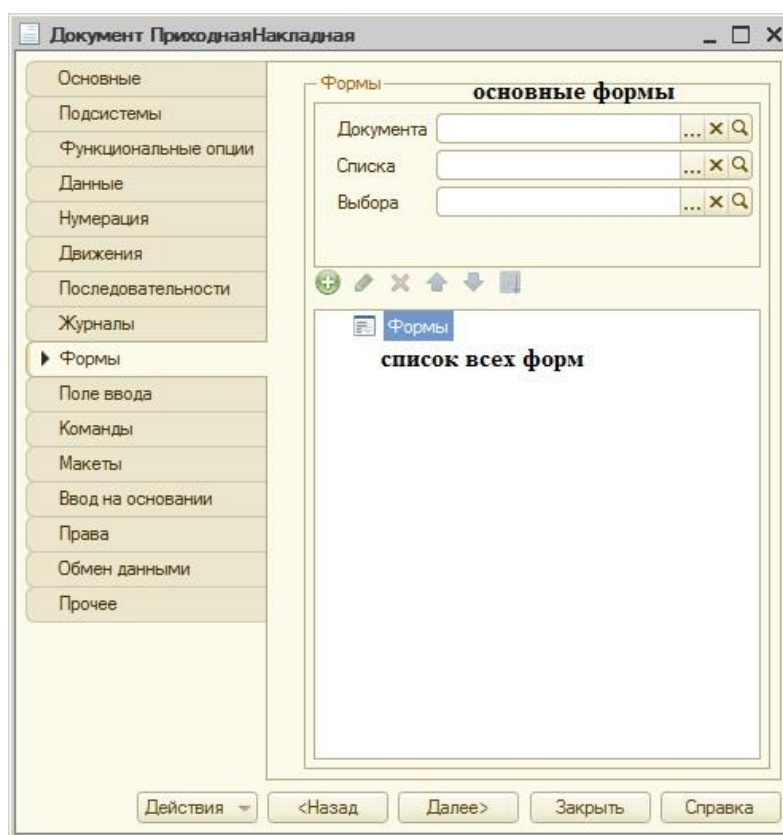 Документ ПриходнаяНакладная
Основные
Подсистемы
Функциональные опции
Данные
Нумерация
Движения
Последовательности
Журналы
Формы
Поле ввода
Команды
Макеты
Ввод на основании
Права
Обмен данными
Прочее
Формы
основные формы
Документа
Списка
Выбора
Формы
список всех форм
Действия
<Назад
Далее>
Закрыть
Справка